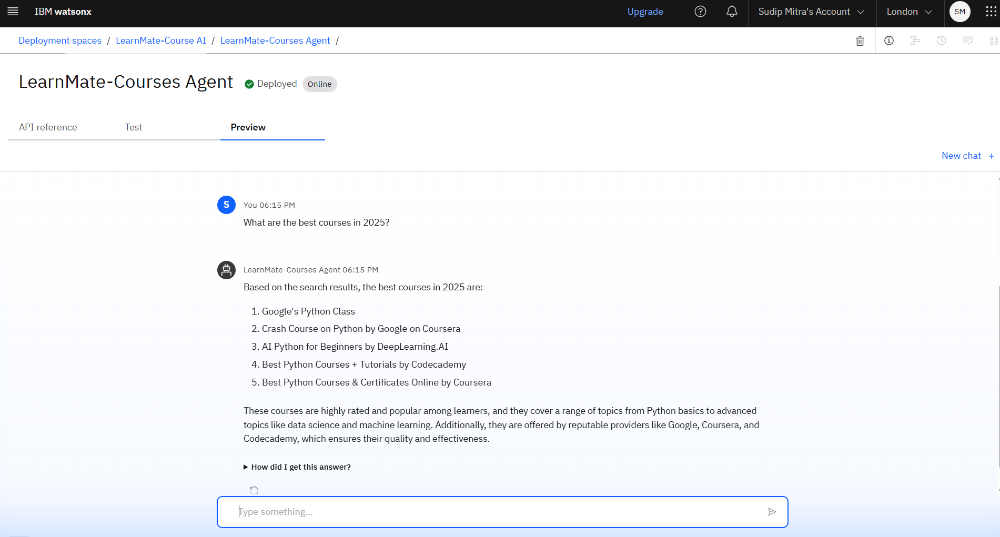 IBM watsonx
Upgrade
Sudip Mitra's Account
London
SM
Deployment spaces / LearnMate-Course AI / LearnMate-Courses Agent /
LearnMate-Courses Agent
Deployed
Online
API reference
Test
Preview
New chat +
S
You 06:15 PM
What are the best courses in 2025?
LearnMate-Courses Agent 06:15 PM
Based on the search results, the best courses in 2025 are:
1. Google's Python Class
2. Crash Course on Python by Google on Coursera
3. AI Python for Beginners by DeepLearning.AI
4. Best Python Courses + Tutorials by Codecademy
5. Best Python Courses & Certificates Online by Coursera
These courses are highly rated and popular among learners, and they cover a range of topics from Python basics to advanced
topics like data science and machine learning. Additionally, they are offered by reputable providers like Google, Coursera, and
Codecademy, which ensures their quality and effectiveness.
How did I get this answer?
Type something...